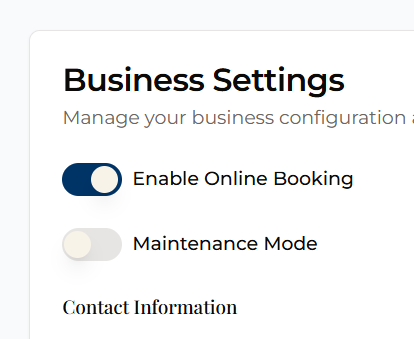 Business Settings
Manage your business configuration
Enable Online Booking
Maintenance Mode
Contact Information